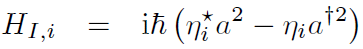 H_{I,i} = iħ (η_i^⋆ a^2 − η_i a^{†2})